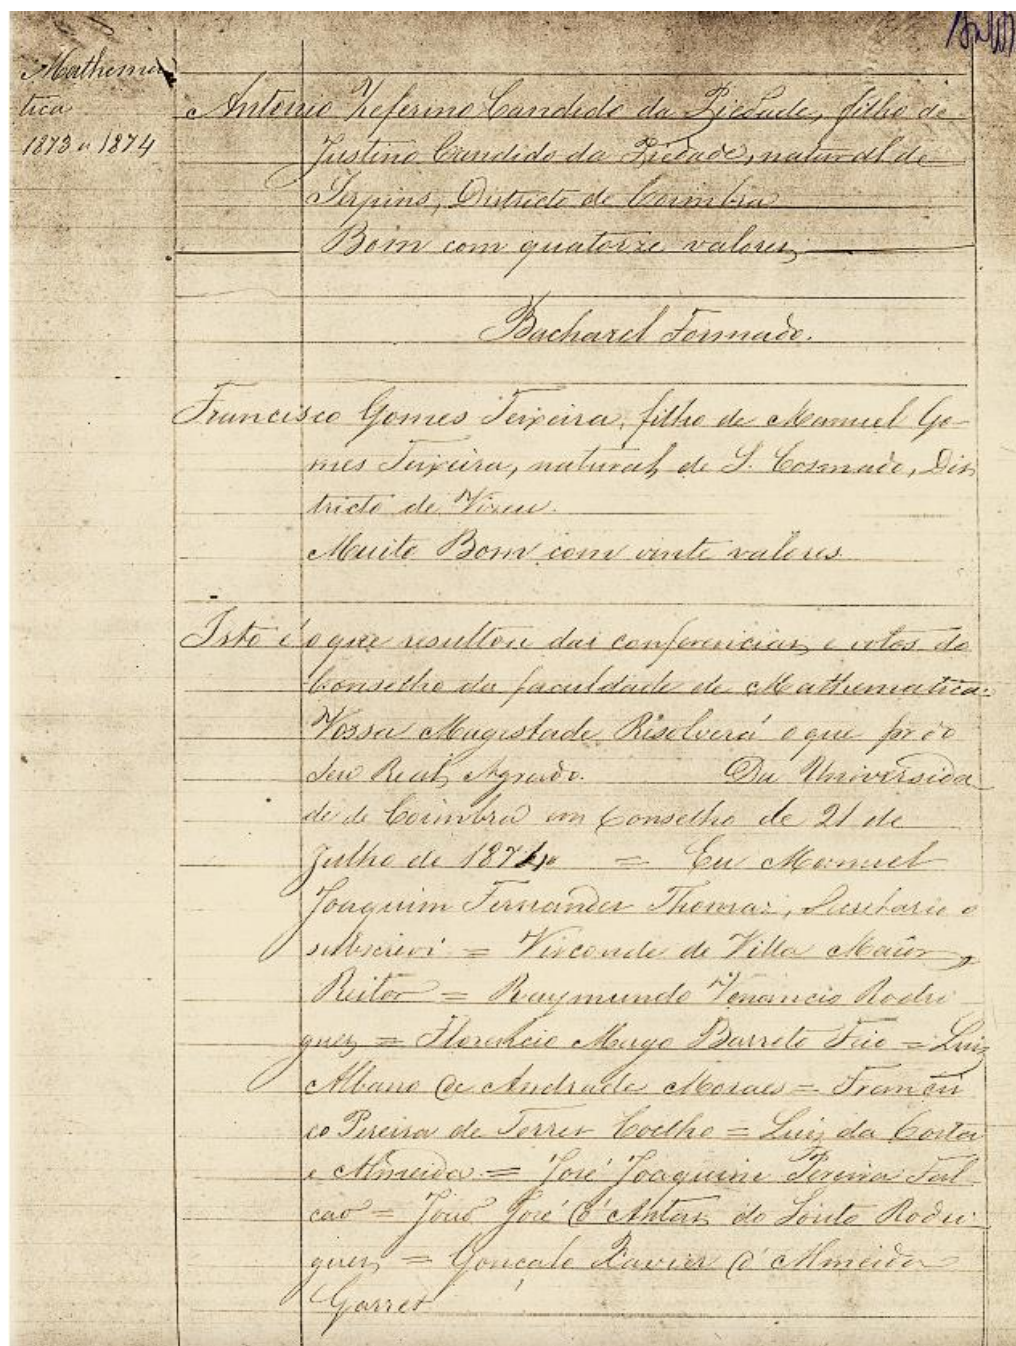 Mathema
tica
1873 a 1874
Antonio Zeferino Candido da Piedade, filho de
Justino Candido da Piedade, natural de
Serpins, Districto de Coimbra
Bom com quatorze valores
Bacharel Formado.
Francisco Gomes Teixeira, filho de Manuel Go-
mes Teixeira, natural de S. Cosmado, Dis
tricto de Vizeu.
Muito Bom com vinte valores.
Isto é o que resultou das conferencias e votos do
Conselho da faculdade de Mathematica.
Vossa Magestade Resolverá o que for do
Seu Real Agrado. Da Universida
de de Coimbra em Conselho de 21 de
Julho de 1874 = Eu Manuel
Joaquim Fernandes Thomaz, Secretario o
subscrevi = Visconde de Villa Maior,
Reitor = Raymundo Venancio Rodri
gues = Florencio Mago Barreto Feio = Luiz
Albano de Andrade Moraes = Francis
co Pereira de Torres Coelho = Luiz da Costa
e Almeida = José Joaquim Pereira Fal
cão = João José d'Antas do Souto Rodri
gues = Gonçalo Xavier d'Almeida
Garret